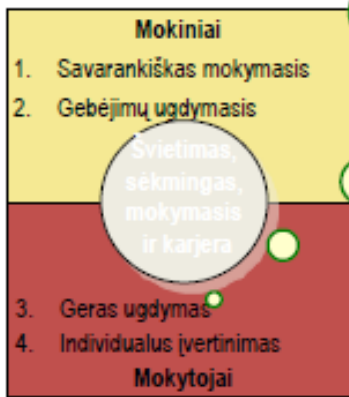 Mokiniai
1. Savarankiškas mokymasis
2. Gebėjimų ugdymasis
Švietimas,
sėkmingas,
mokymasis
ir karjera
3. Geras ugdymas
4. Individualus įvertinimas
Mokytojai